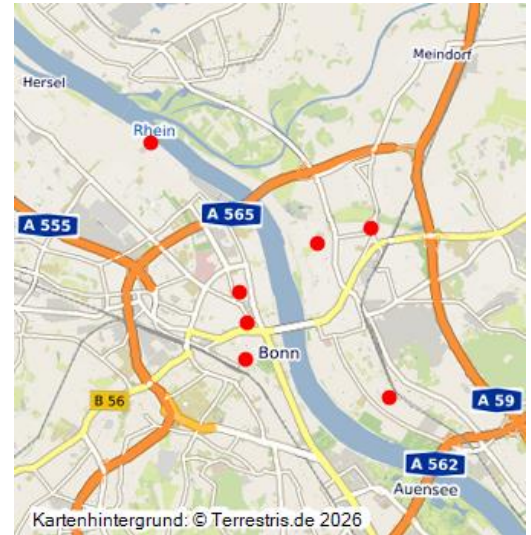 Meindorf
Hersel
Rhein
A 565
A 555
Bonn
B 56
A 59
A 562
Auensee
Kartenhintergrund: © Terrestris.de 2026